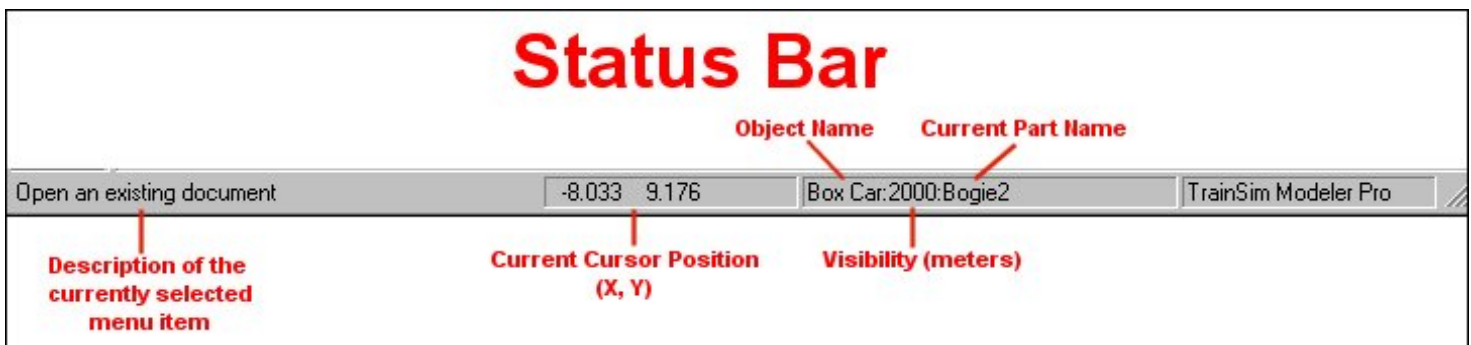 Status Bar
Object Name Current Part Name
Open an existing document -8.033 9.176 Box Car:2000:Bogie2 TrainSim Modeler Pro
Description of the
currently selected
menu item
Current Cursor Position
(X, Y)
Visibility (meters)